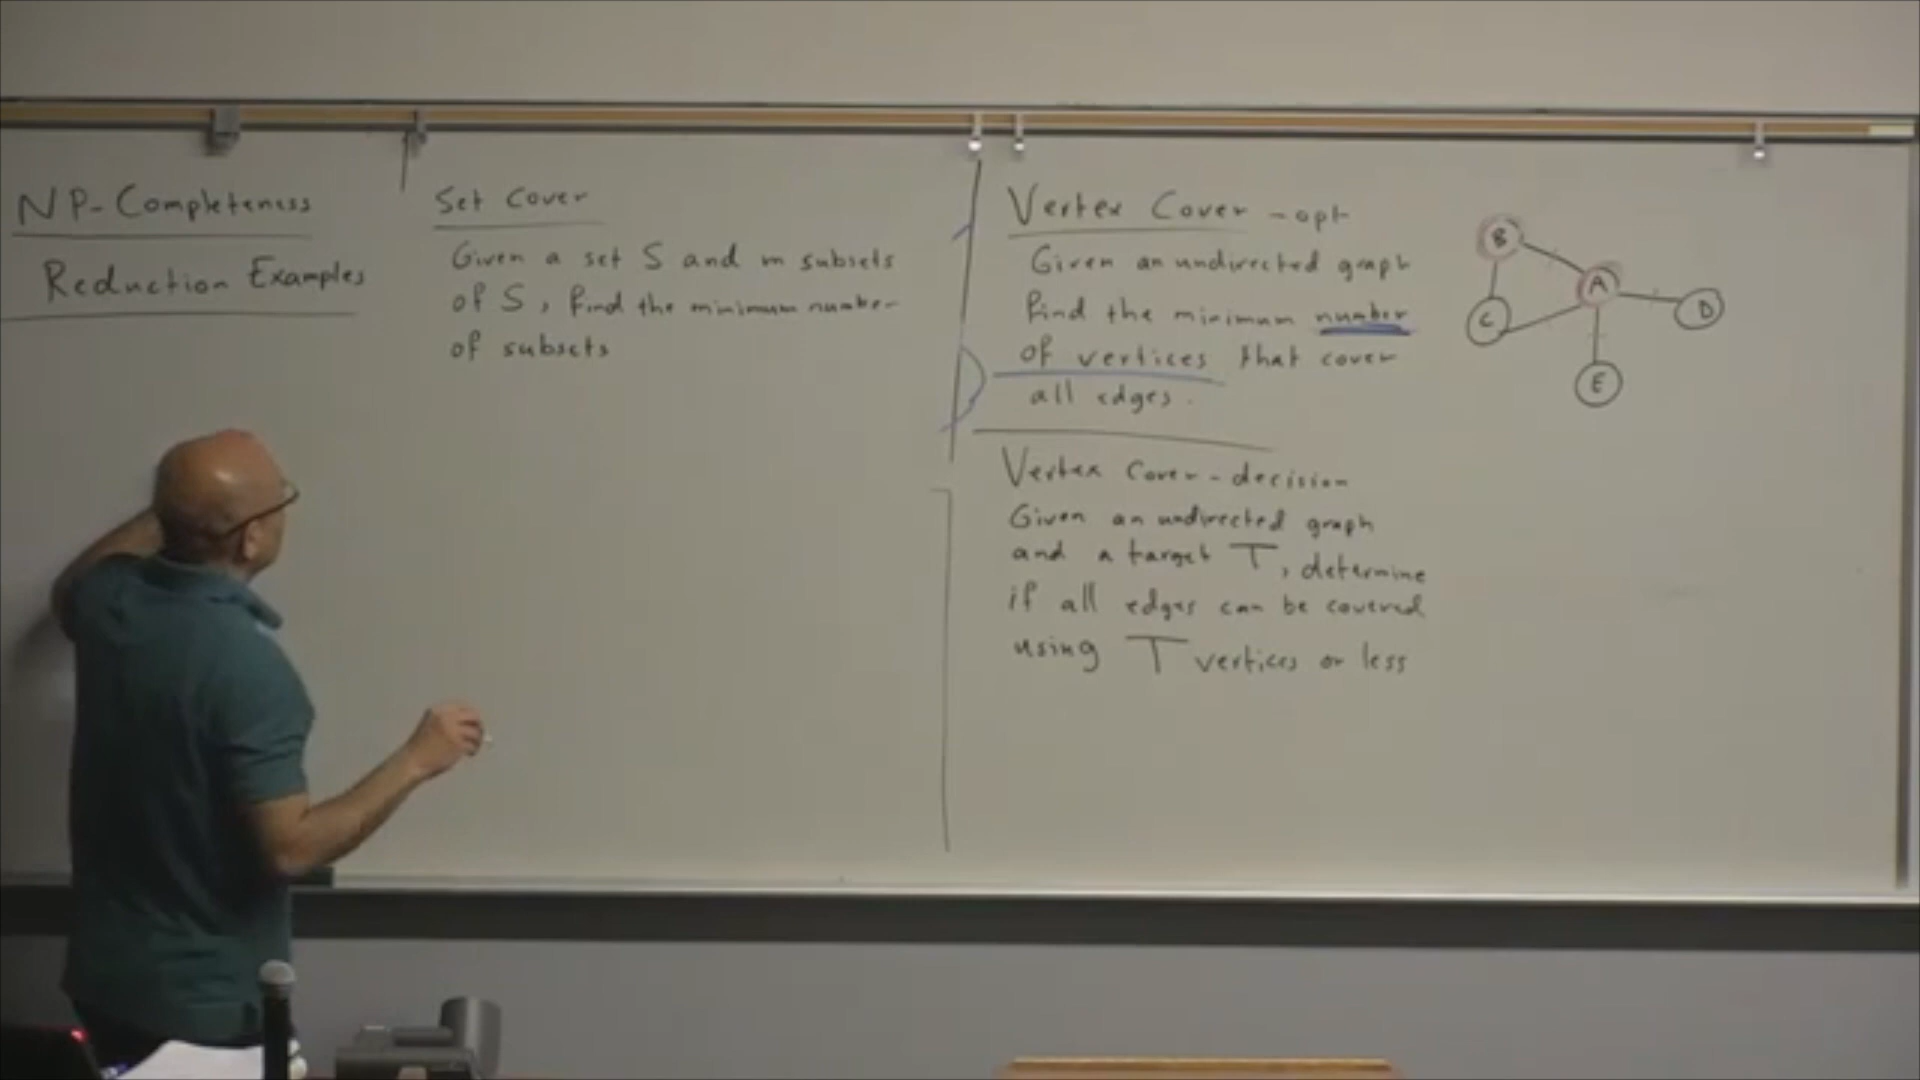 NP-Completeness
Reduction Examples
Set Cover
Given a set S and m subsets
of S, find the minimum number
of subsets
Vertex Cover - opt
Given an undirected graph
find the minimum number
of vertices that cover
all edges.
Vertex Cover - decision
Given an undirected graph
and a target T, determine
if all edges can be covered
using T vertices or less
B
A
C
D
E